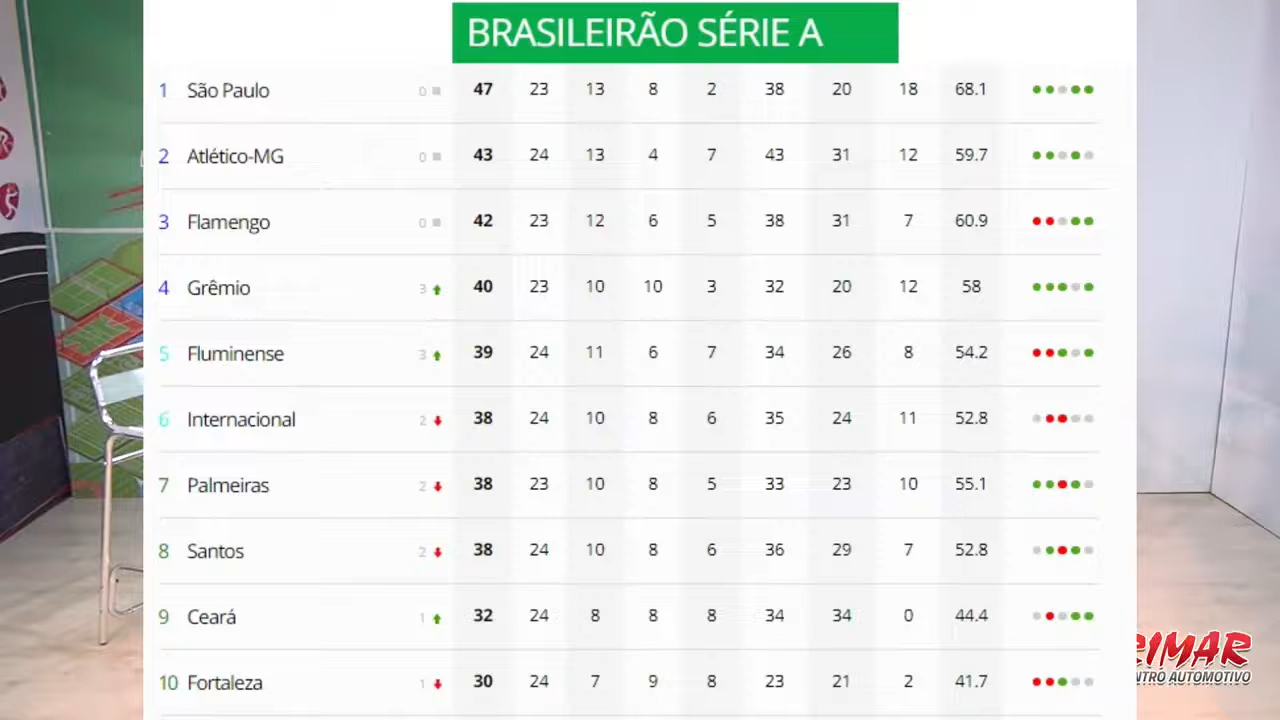 BRASILEIRÃO SÉRIE A
1 São Paulo 0 47 23 13 8 2 38 20 18 68.1
2 Atlético-MG 0 43 24 13 4 7 43 31 12 59.7
3 Flamengo 0 42 23 12 6 5 38 31 7 60.9
4 Grêmio 3 40 23 10 10 3 32 20 12 58
5 Fluminense 3 39 24 11 6 7 34 26 8 54.2
6 Internacional 2 38 24 10 8 6 35 24 11 52.8
7 Palmeiras 2 38 23 10 8 5 33 23 10 55.1
8 Santos 2 38 24 10 8 6 36 29 7 52.8
9 Ceará 1 32 24 8 8 8 34 34 0 44.4
10 Fortaleza 1 30 24 7 9 8 23 21 2 41.7
RIMAR
NTRO AUTOMOTIVO